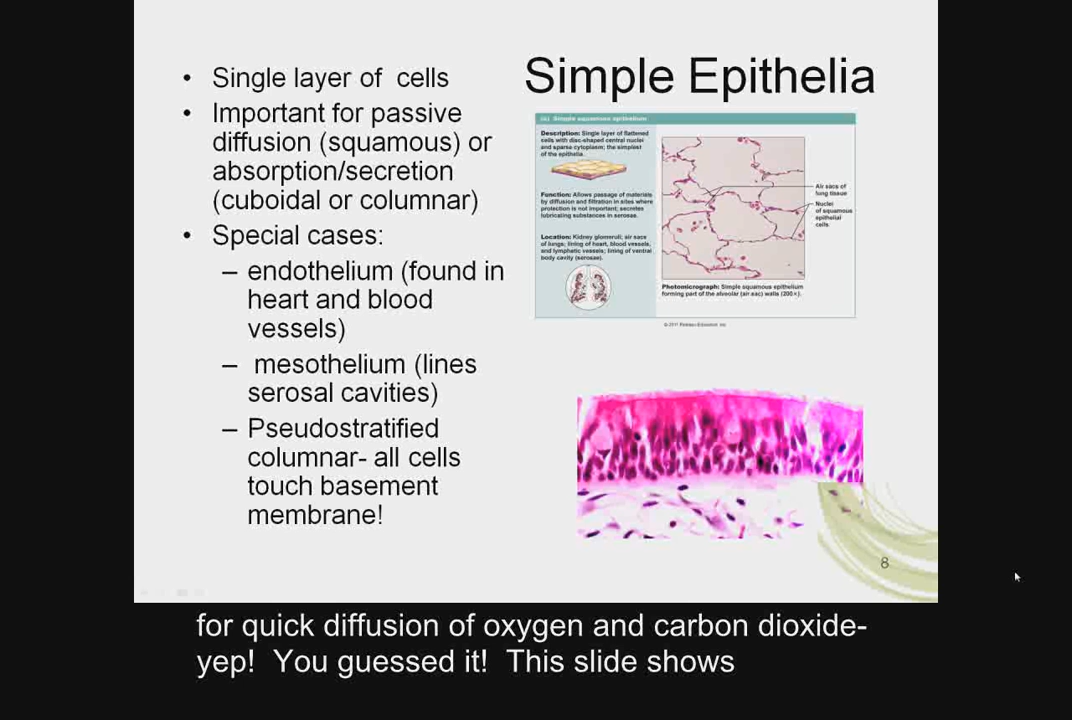 Simple Epithelia
• Single layer of cells
• Important for passive
diffusion (squamous) or
absorption/secretion
(cuboidal or columnar)
• Special cases:
– endothelium (found in
heart and blood
vessels)
– mesothelium (lines
serosal cavities)
– Pseudostratified
columnar- all cells
touch basement
membrane!
(a) Simple squamous epithelium
Description: Single layer of flattened
cells with disc-shaped central nuclei
and sparse cytoplasm; the simplest
of the epithelia.
Function: Allows passage of materials
by diffusion and filtration in sites where
protection is not important; secretes
lubricating substances in serosae.
Location: Kidney glomeruli; air sacs
of lungs; lining of heart, blood vessels,
and lymphatic vessels; lining of ventral
body cavity (serosae).
Air sacs of
lung tissue
Nuclei
of squamous
epithelial
cells
Photomicrograph: Simple squamous epithelium
forming part of the alveolar (air sac) walls (200×).
© 2011 Pearson Education, Inc.
8
for quick diffusion of oxygen and carbon dioxide-
yep! You guessed it! This slide shows